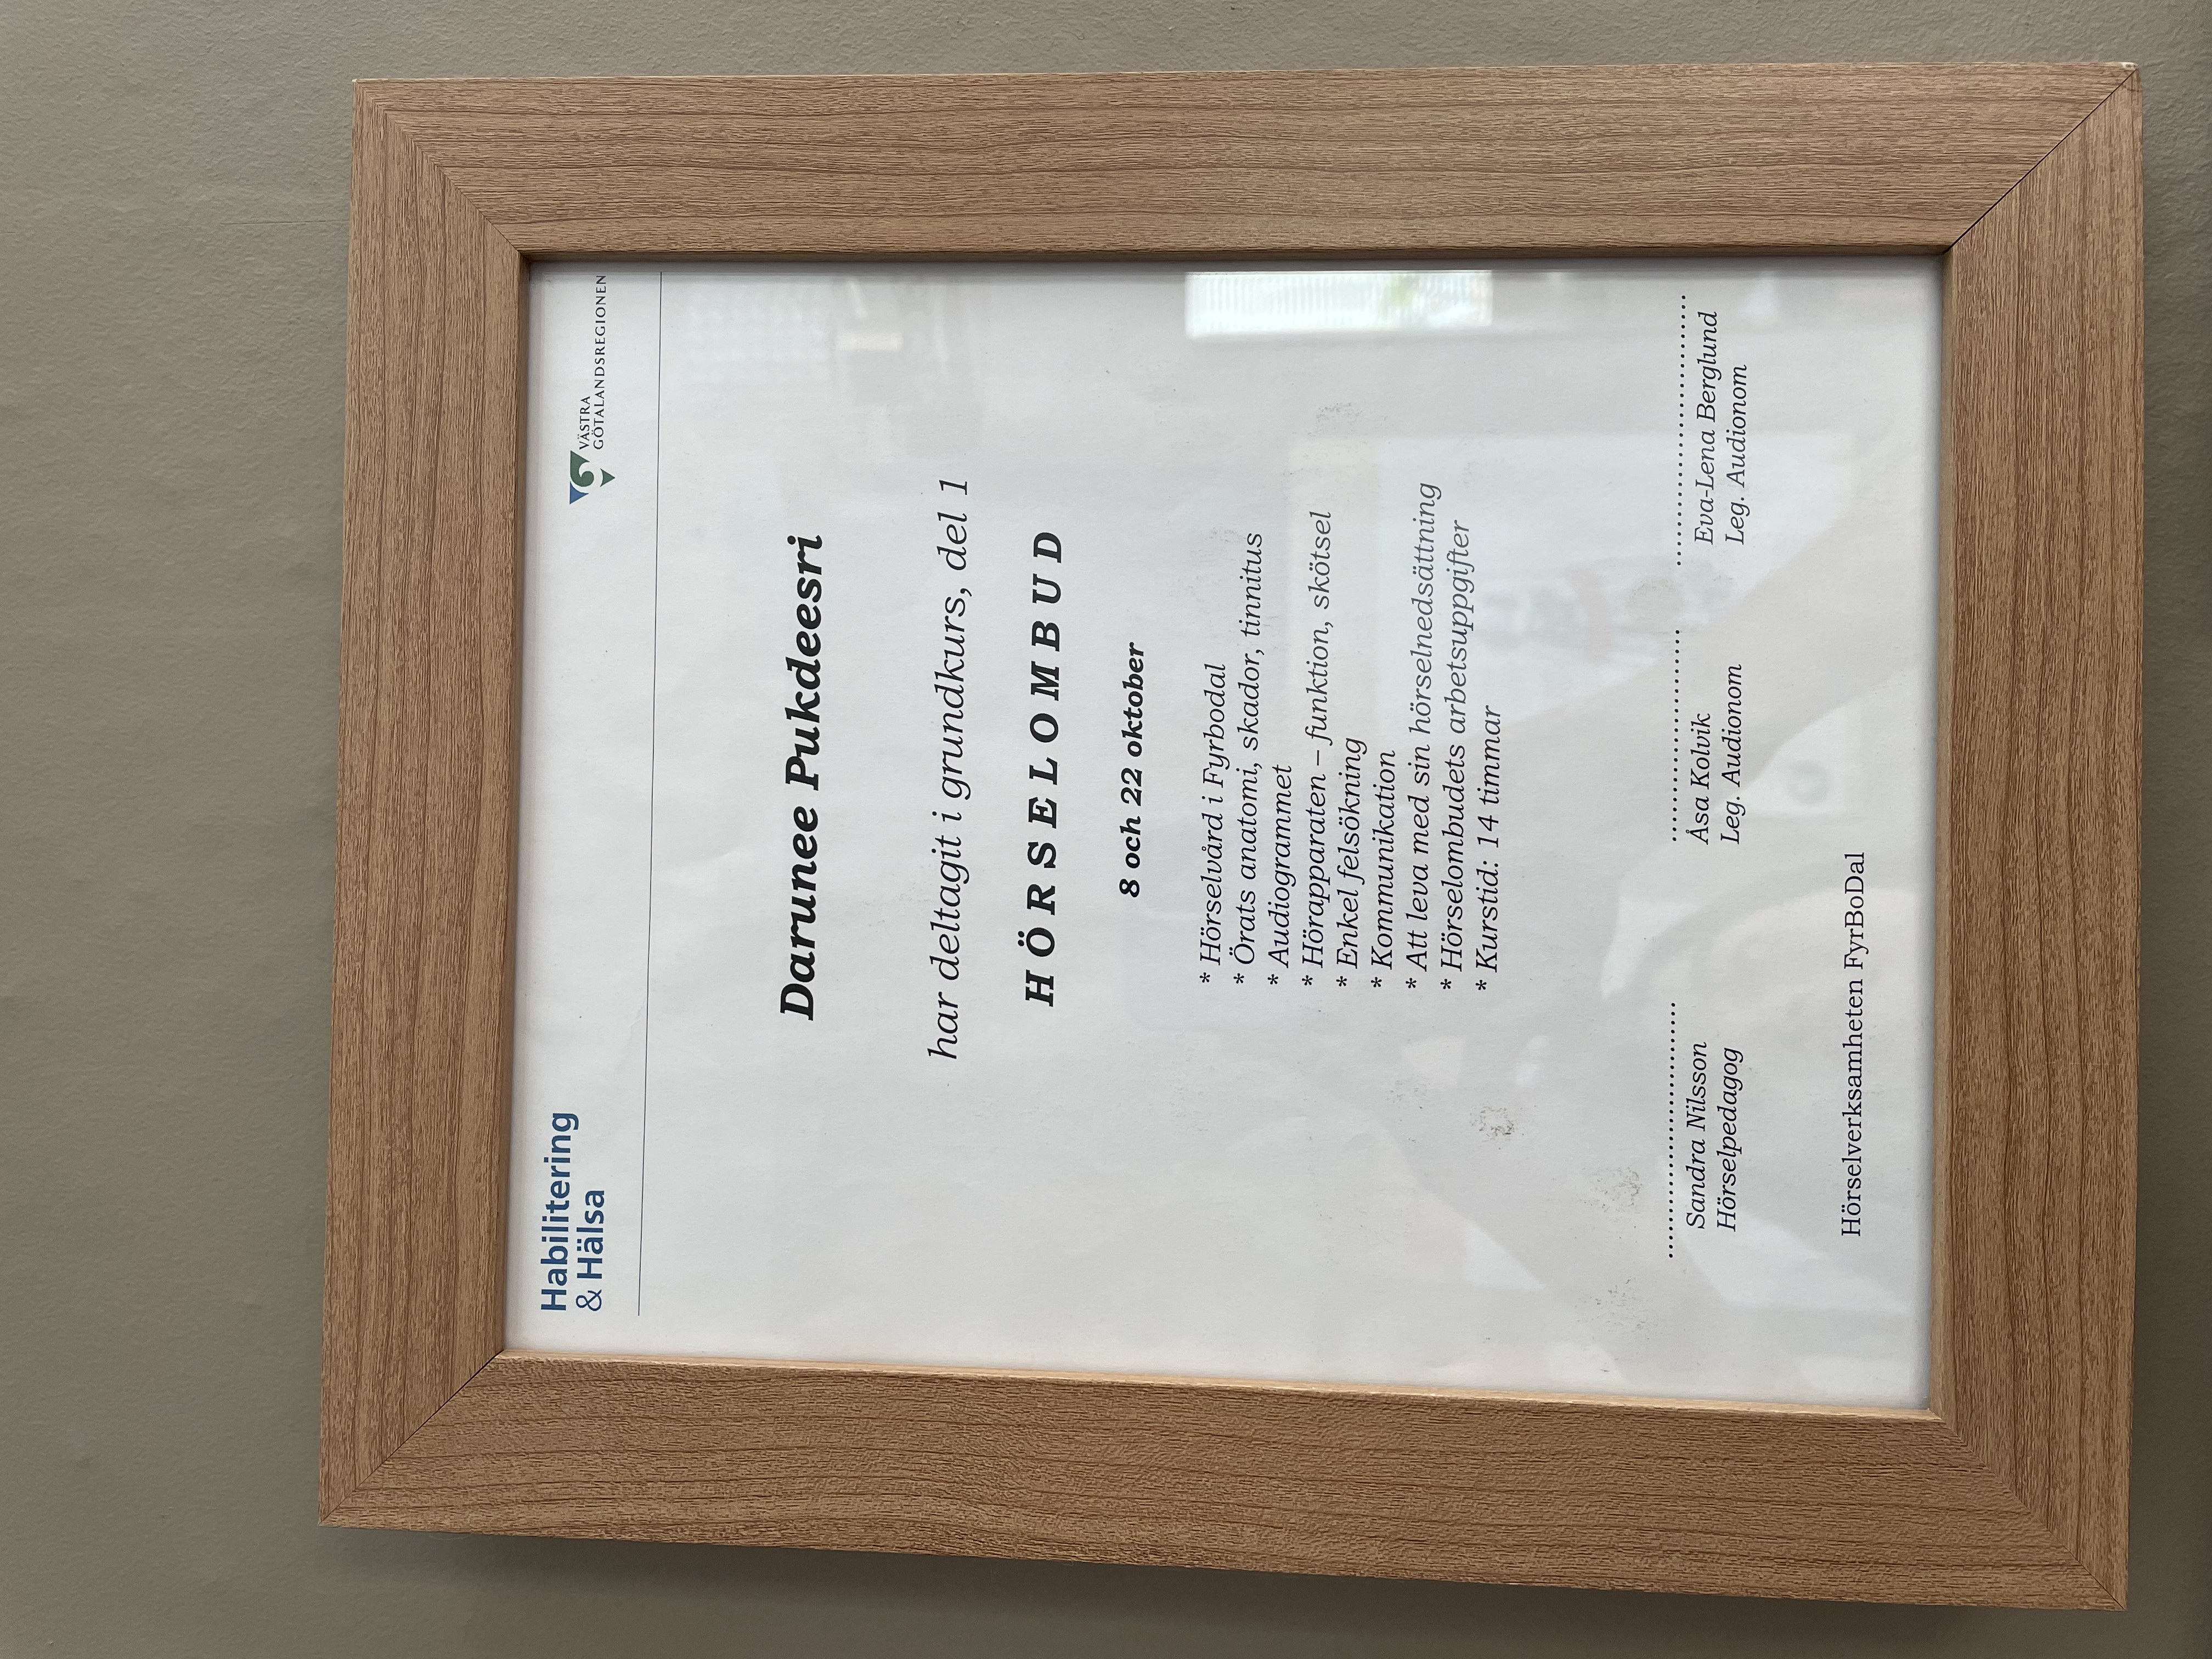 Habilitering
& Hälsa
VÄSTRA
GÖTALANDSREGIONEN
Darunee Pukdeesri
har deltagit i grundkurs, del 1
HÖRSELOMBUD
8 och 22 oktober
* Hörselvård i Fyrbodal
* Örats anatomi, skador, tinnitus
* Audiogrammet
* Hörapparaten – funktion, skötsel
* Enkel felsökning
* Kommunikation
* Att leva med sin hörselnedsättning
* Hörselombudets arbetsuppgifter
* Kurstid: 14 timmar
Sandra Nilsson
Hörselpedagog
Åsa Kolvik
Leg. Audionom
Eva-Lena Berglund
Leg. Audionom
Hörselverksamheten FyrBoDal